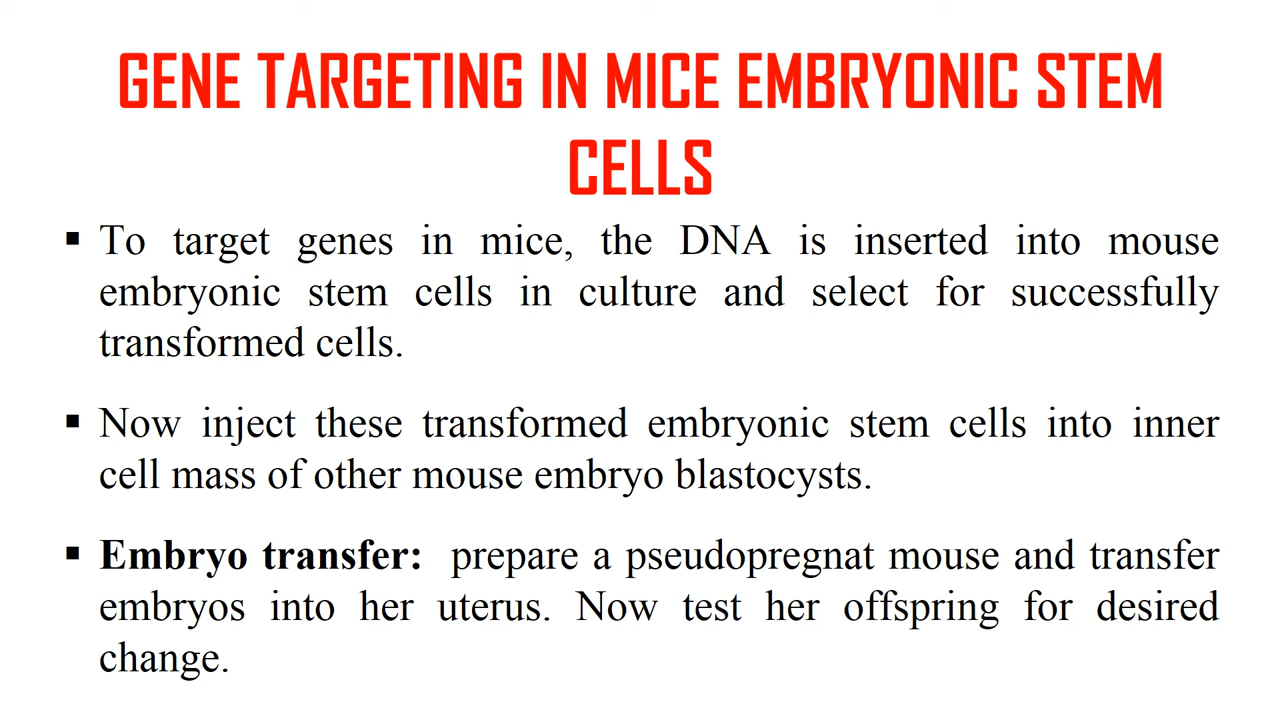 GENE TARGETING IN MICE EMBRYONIC STEM
CELLS
▪ To target genes in mice, the DNA is inserted into mouse
embryonic stem cells in culture and select for successfully
transformed cells.
▪ Now inject these transformed embryonic stem cells into inner
cell mass of other mouse embryo blastocysts.
▪ Embryo transfer: prepare a pseudopregnat mouse and transfer
embryos into her uterus. Now test her offspring for desired
change.